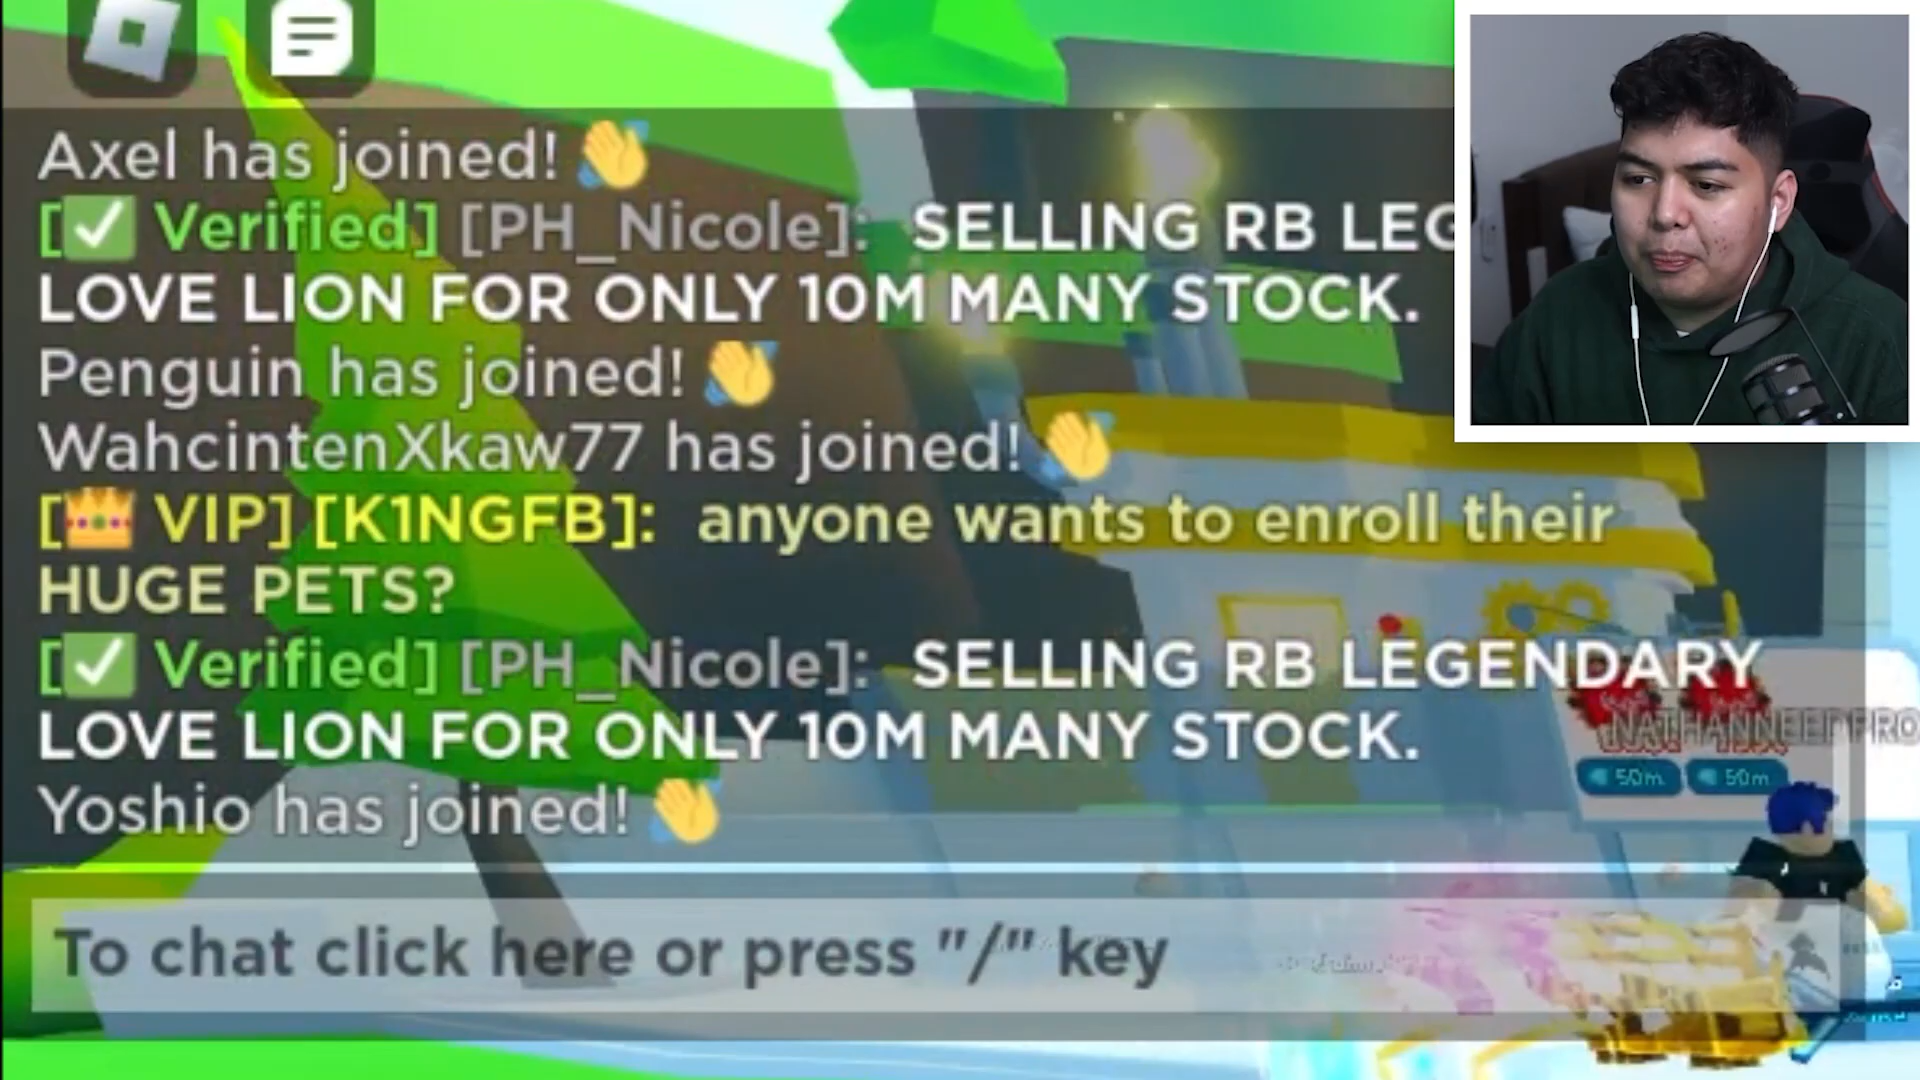 Axel has joined! 👋
[✅ Verified] [PH_Nicole]: SELLING RB LEG
LOVE LION FOR ONLY 10M MANY STOCK.
Penguin has joined! 👋
WahcintenXkaw77 has joined! 👋
[👑 VIP] [K1NGFB]: anyone wants to enroll their
HUGE PETS?
[✅ Verified] [PH_Nicole]: SELLING RB LEGENDARY
LOVE LION FOR ONLY 10M MANY STOCK.
NATHANNEEDPRO
50m 50m
Yoshio has joined! 👋
To chat click here or press "/" key